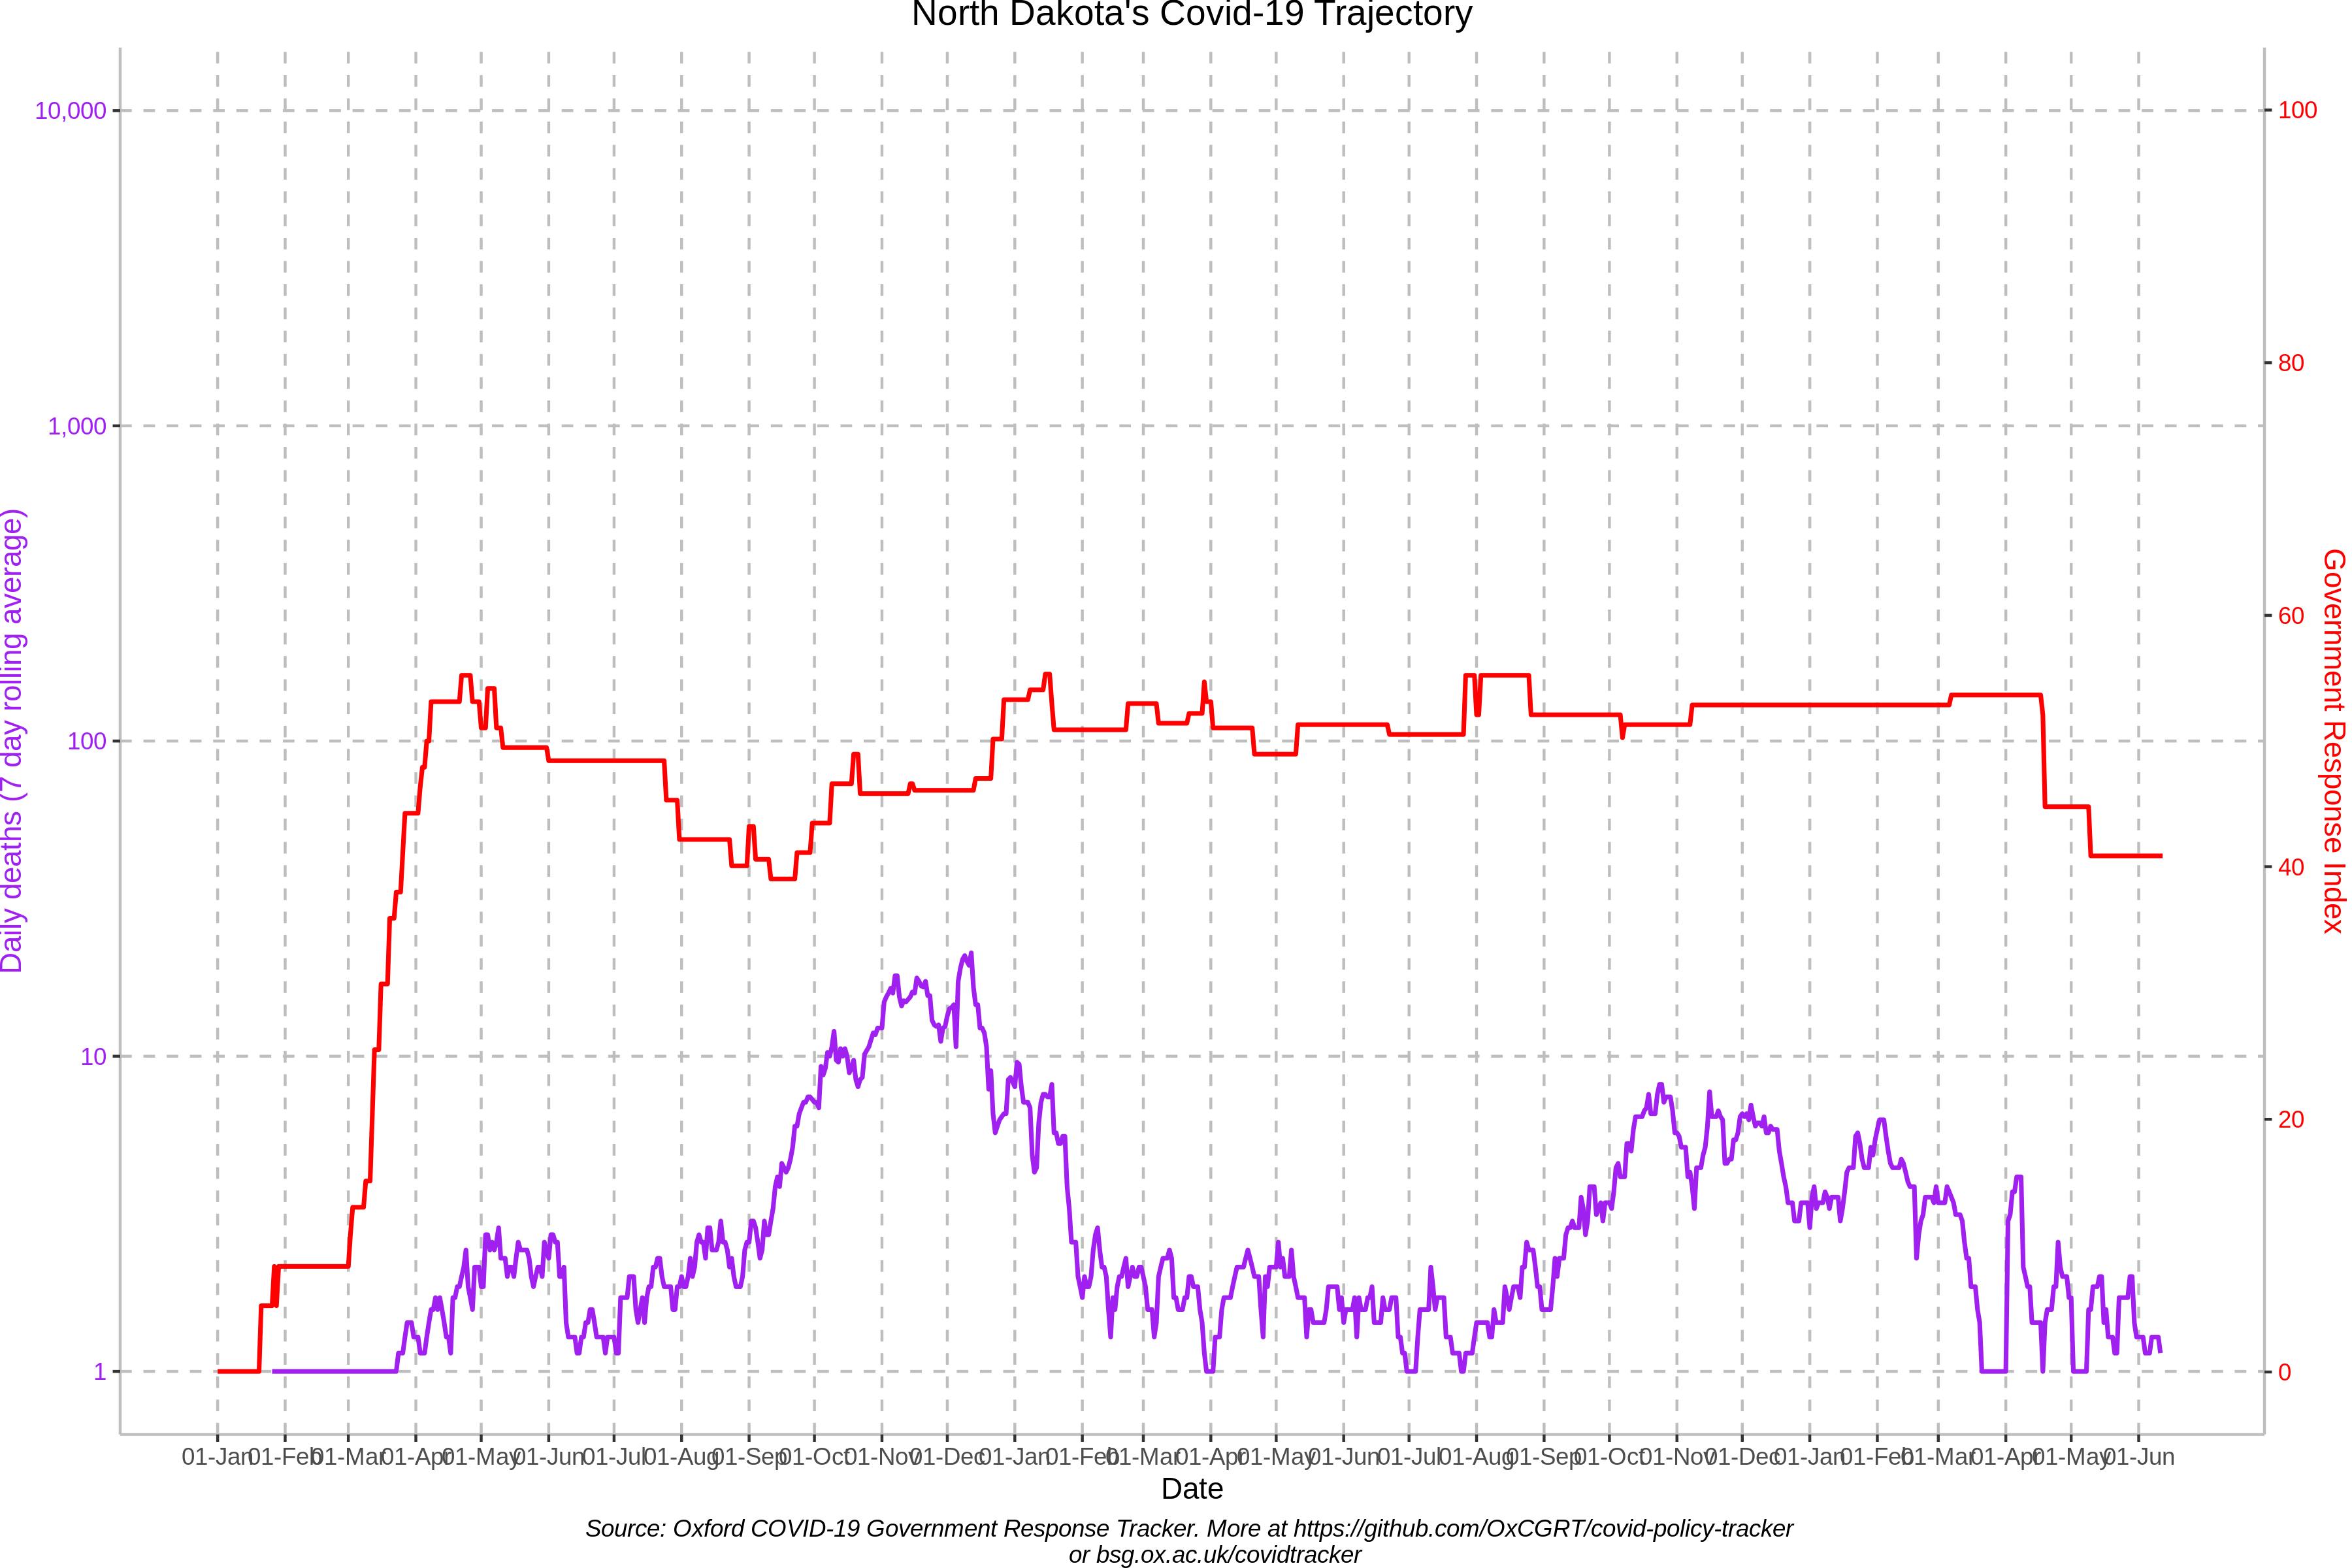 North Dakota's Covid-19 Trajectory
10,000
1,000
100
10
1
Daily deaths (7 day rolling average)
100
80
60
40
20
0
Government Response Index
01-Jan 01-Feb 01-Mar 01-Apr 01-May 01-Jun 01-Jul 01-Aug 01-Sep 01-Oct 01-Nov 01-Dec 01-Jan 01-Feb 01-Mar 01-Apr 01-May 01-Jun 01-Jul 01-Aug 01-Sep 01-Oct 01-Nov 01-Dec 01-Jan 01-Feb 01-Mar 01-Apr 01-May 01-Jun
Date
Source: Oxford COVID-19 Government Response Tracker. More at https://github.com/OxCGRT/covid-policy-tracker
or bsg.ox.ac.uk/covidtracker